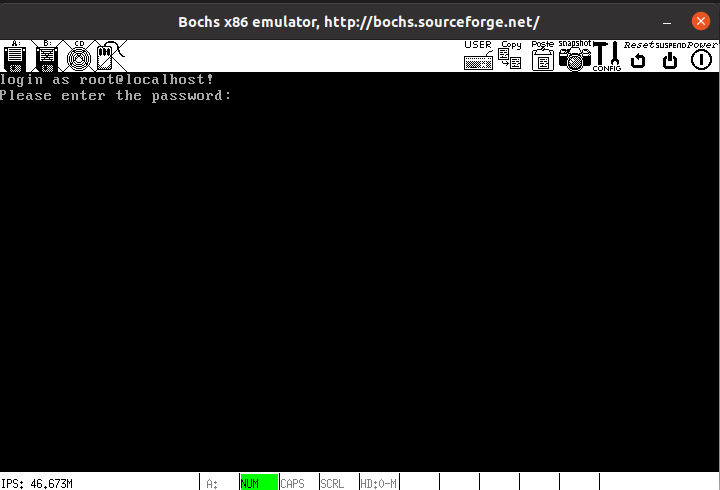 Bochs x86 emulator, http://bochs.sourceforge.net/
A: B: CD USER Copy Paste snapshot CONFIG Reset SUSPEND Power
login as root@localhost!
Please enter the password:
IPS: 46.673M A: NUM CAPS SCRL HD:0-M